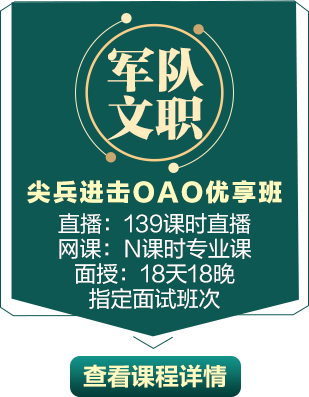 军队
文职
尖兵进击OAO优享班
直播：139课时直播
网课：N课时专业课
面授：18天18晚
指定面试班次
查看课程详情